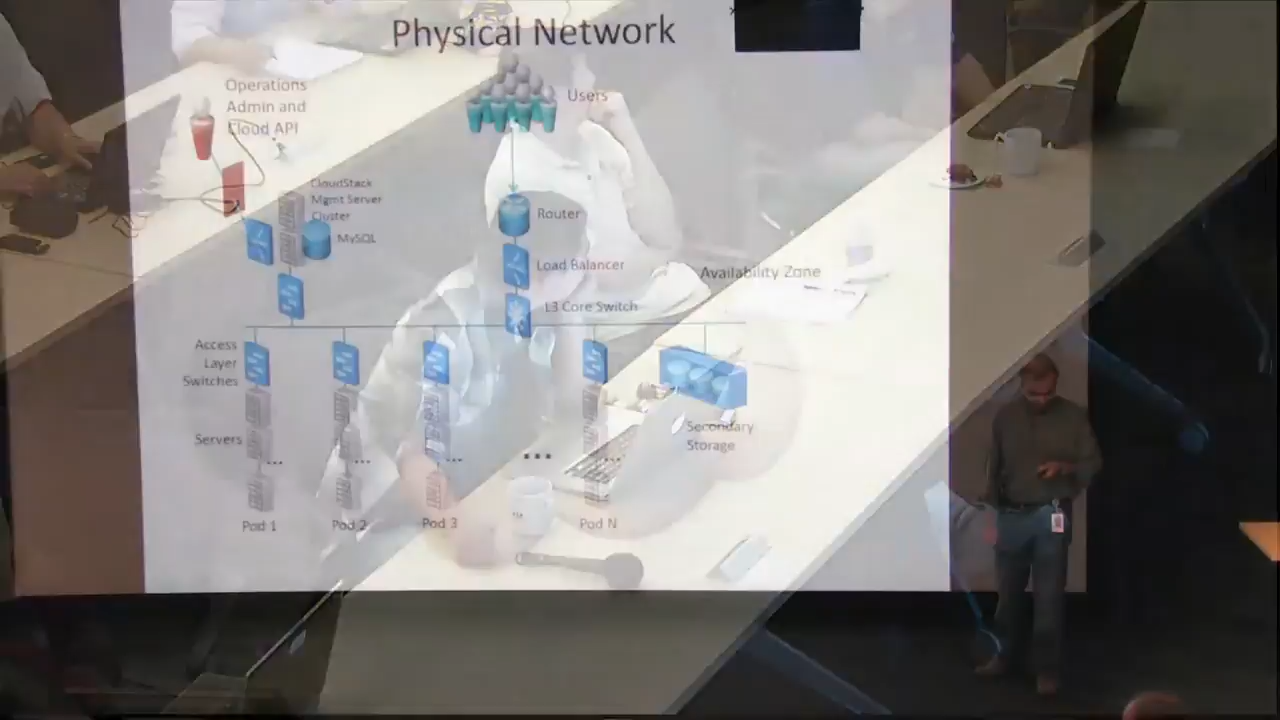 Physical Network
Operations
Admin and
Cloud API
Users
CloudStack
Mgmt Server
Cluster
MySQL
Router
Load Balancer
L3 Core Switch
Availability Zone
Access
Layer
Switches
Servers
...
...
...
...
...
Secondary
Storage
Pod 1
Pod 2
Pod 3
Pod N